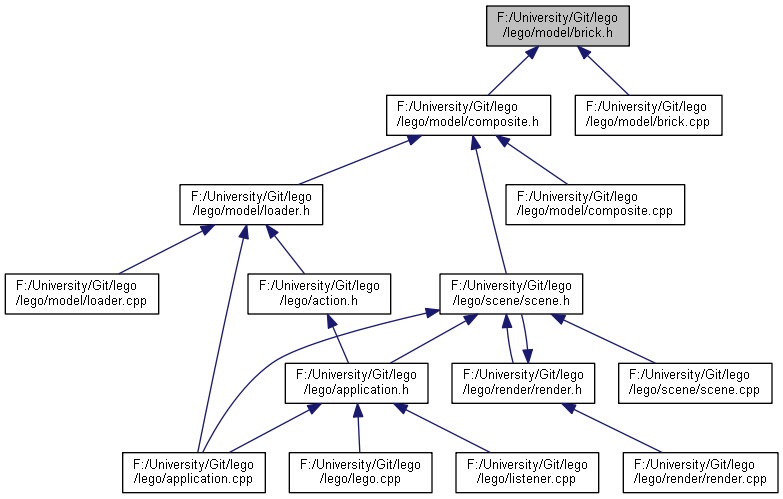 F:/University/Git/lego
/lego/model/brick.h
F:/University/Git/lego
/lego/model/composite.h
F:/University/Git/lego
/lego/model/brick.cpp
F:/University/Git/lego
/lego/model/loader.h
F:/University/Git/lego
/lego/model/composite.cpp
F:/University/Git/lego
/lego/model/loader.cpp
F:/University/Git/lego
/lego/action.h
F:/University/Git/lego
/lego/scene/scene.h
F:/University/Git/lego
/lego/application.h
F:/University/Git/lego
/lego/render/render.h
F:/University/Git/lego
/lego/scene/scene.cpp
F:/University/Git/lego
/lego/application.cpp
F:/University/Git/lego
/lego/lego.cpp
F:/University/Git/lego
/lego/listener.cpp
F:/University/Git/lego
/lego/render/render.cpp